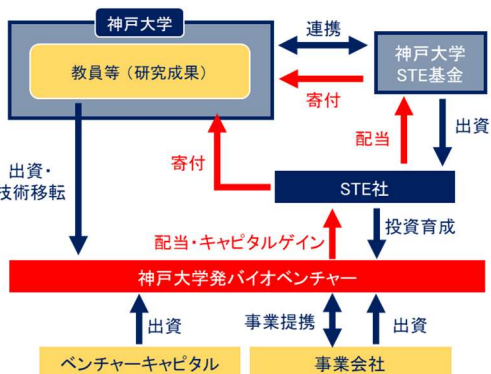 神戸大学
連携
神戸大学
STE基金
教員等（研究成果）
寄付
配当
出資
出資・
技術移転
寄付
STE社
投資育成
配当・キャピタルゲイン
神戸大学発バイオベンチャー
出資
事業提携
出資
ベンチャーキャピタル
事業会社